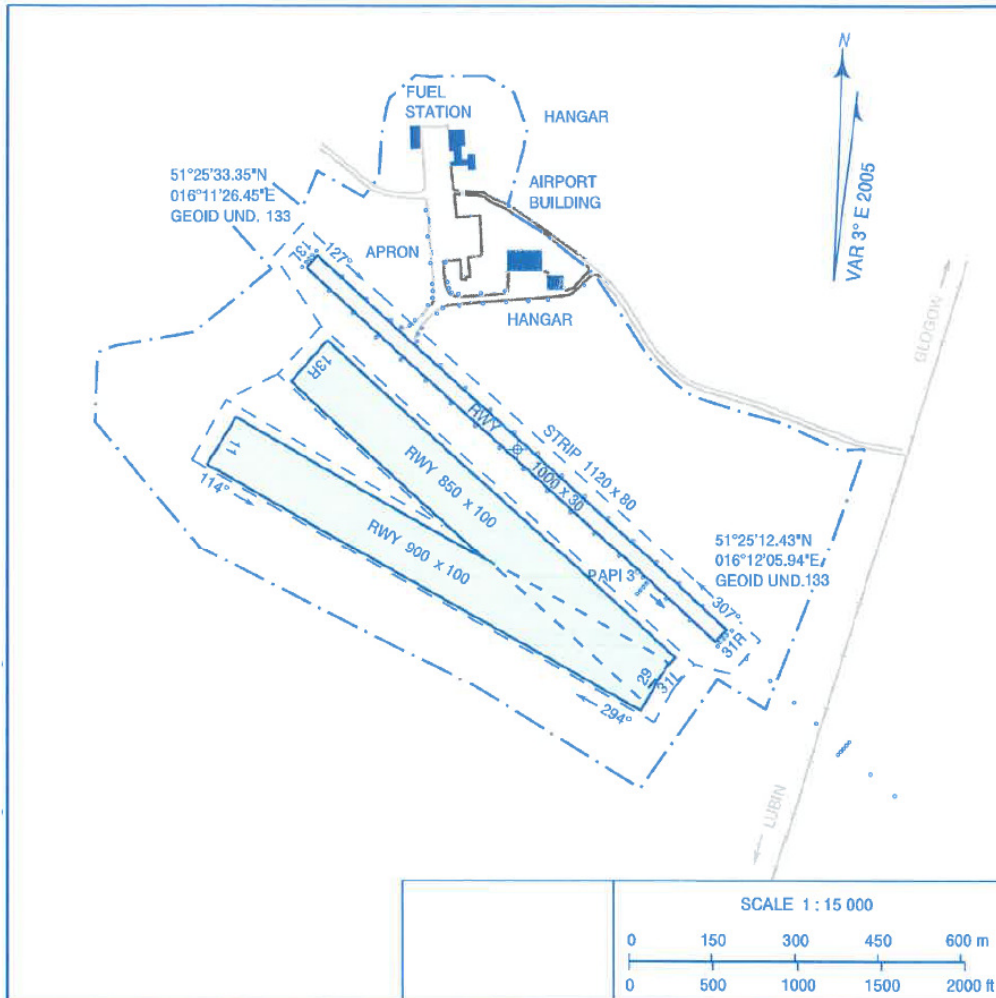 N
VAR 3° E 2005
FUEL
STATION
HANGAR
51°25'33.35"N
016°11'26.45"E
GEOID UND. 133
AIRPORT
BUILDING
APRON
13L
127°
HANGAR
GLOGOW
13R
RWY
1000 x 30
STRIP 1120 x 80
RWY 850 x 100
11
114°
RWY 900 x 100
51°25'12.43"N
016°12'05.94"E
GEOID UND.133
PAPI 3°
307°
31R
29
31L
294°
LUBIN
SCALE 1 : 15 000
0 150 300 450 600 m
0 500 1000 1500 2000 ft